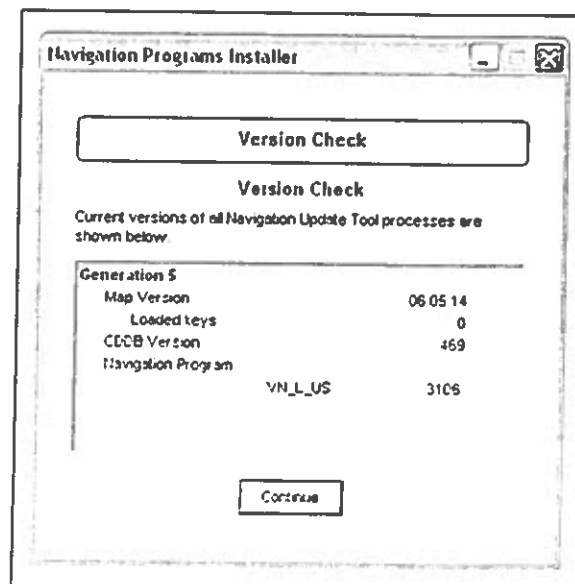 Navigation Programs Installer
Version Check
Version Check
Current versions of all Navigation Update Tool processes are
shown below.
Generation 5
Map Version 06.05.14
Loaded keys 0
CDDB Version 469
Navigation Program
VN_L_US 3106
Continue